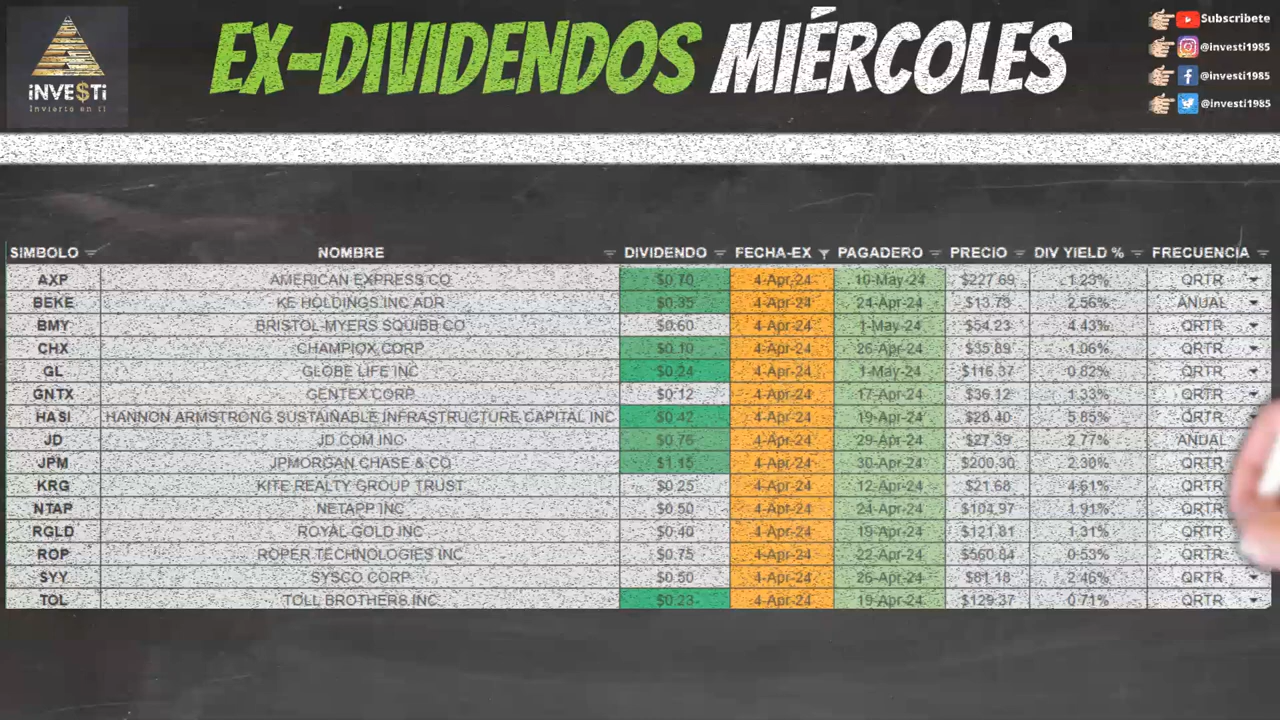 INVE$Ti
Invierto en ti
EX-DIVIDENDOS MIÉRCOLES
Subscribete
@investi1985
@investi1985
@investi1985
SIMBOLO NOMBRE DIVIDENDO FECHA-EX PAGADERO PRECIO DIV YIELD % FRECUENCIA
AXP AMERICAN EXPRESS CO $0.70 4-Apr-24 10-May-24 $227.69 1.23% QRTR
BEKE KE HOLDINGS INC ADR $0.35 4-Apr-24 24-Apr-24 $13.73 2.56% ANUAL
BMY BRISTOL-MYERS SQUIBB CO $0.60 4-Apr-24 1-May-24 $54.23 4.43% QRTR
CHX CHAMPIOX CORP $0.10 4-Apr-24 26-Apr-24 $35.89 1.06% QRTR
GL GLOBE LIFE INC $0.24 4-Apr-24 1-May-24 $116.37 0.82% QRTR
GNTX GENTEX CORP $0.12 4-Apr-24 17-Apr-24 $36.12 1.33% QRTR
HASI HANNON ARMSTRONG SUSTAINABLE INFRASTRUCTURE CAPITAL INC $0.42 4-Apr-24 19-Apr-24 $28.40 5.85% QRTR
JD JD COM INC $0.76 4-Apr-24 29-Apr-24 $27.39 2.77% ANUAL
JPM JPMORGAN CHASE & CO $1.15 4-Apr-24 30-Apr-24 $200.30 2.30% QRTR
KRG KITE REALTY GROUP TRUST $0.25 4-Apr-24 12-Apr-24 $21.68 4.61% QRTR
NTAP NETAPP INC $0.50 4-Apr-24 24-Apr-24 $104.97 1.91% QRTR
RGLD ROYAL GOLD INC $0.40 4-Apr-24 19-Apr-24 $121.81 1.31% QRTR
ROP ROPER TECHNOLOGIES INC $0.75 4-Apr-24 22-Apr-24 $560.84 0.53% QRTR
SYY SYSCO CORP $0.50 4-Apr-24 26-Apr-24 $81.18 2.46% QRTR
TOL TOLL BROTHERS INC $0.23 4-Apr-24 19-Apr-24 $129.37 0.71% QRTR